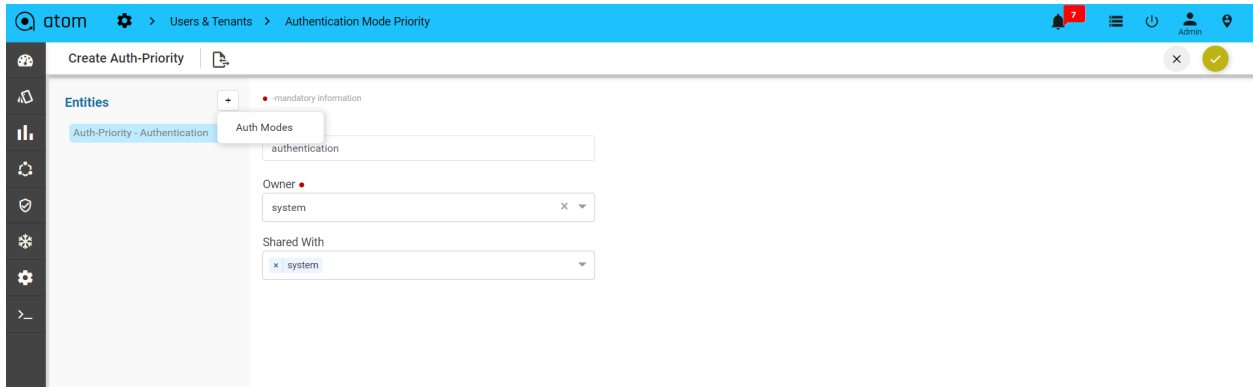 atom > Users & Tenants > Authentication Mode Priority 7 Admin
Create Auth-Priority
Entities + -mandatory information
Auth-Priority - Authentication Auth Modes
authentication
Owner
system
Shared With
× system
>_